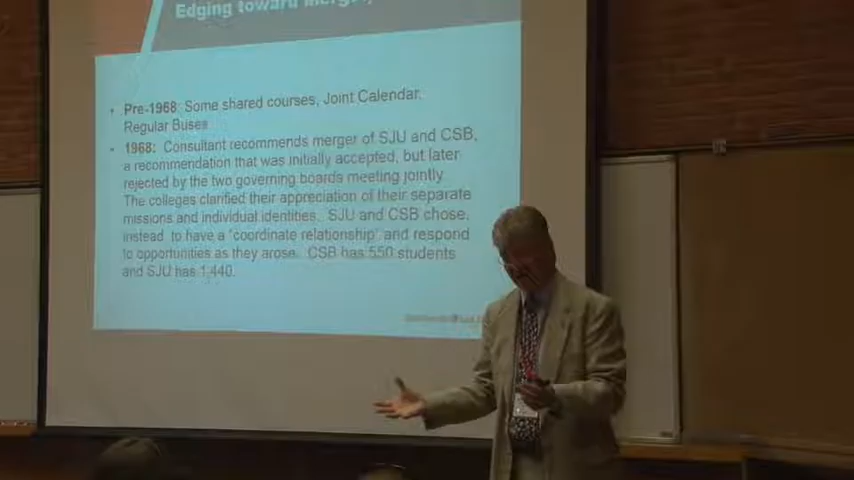 Edging toward Merger
• Pre-1968: Some shared courses, Joint Calendar,
Regular Buses
• 1968: Consultant recommends merger of SJU and CSB,
a recommendation that was initially accepted, but later
rejected by the two governing boards meeting jointly
The colleges clarified their appreciation of their separate
missions and individual identities. SJU and CSB chose,
instead to have a "coordinate relationship" and respond
to opportunities as they arose. CSB has 550 students
and SJU has 1,440.